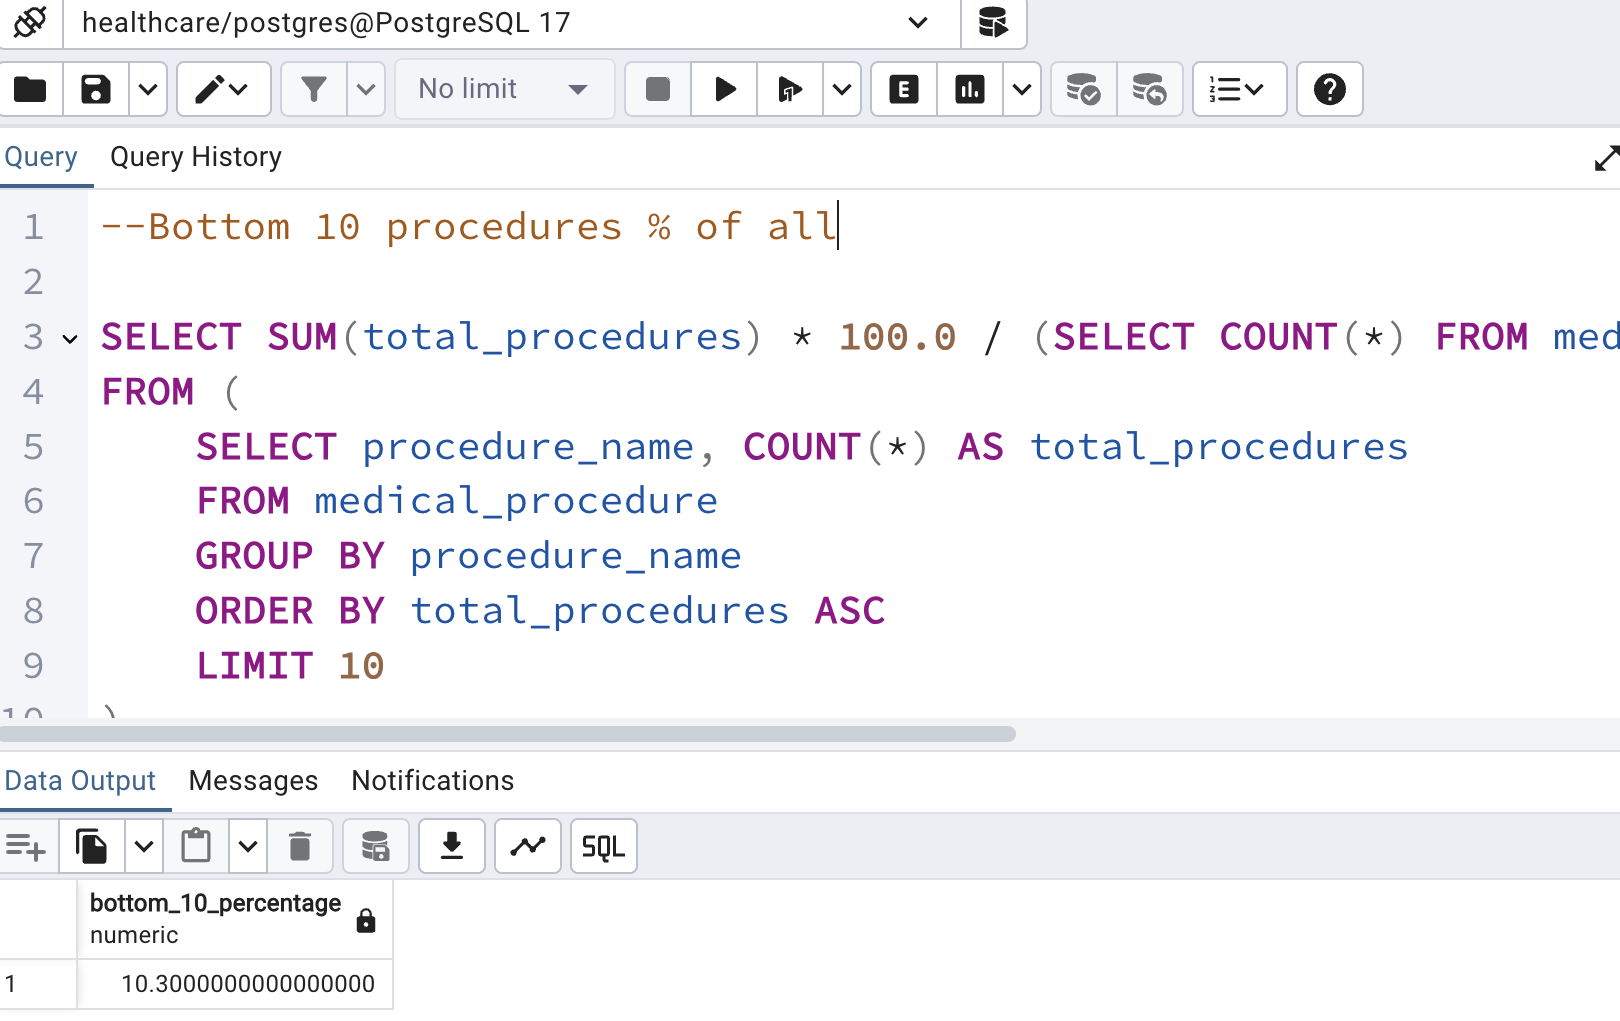 healthcare/postgres@PostgreSQL 17
No limit
E
Query Query History
1 --Bottom 10 procedures % of all
2
3 SELECT SUM(total_procedures) * 100.0 / (SELECT COUNT(*) FROM med
4 FROM (
5 SELECT procedure_name, COUNT(*) AS total_procedures
6 FROM medical_procedure
7 GROUP BY procedure_name
8 ORDER BY total_procedures ASC
9 LIMIT 10
10 )
Data Output Messages Notifications
SQL
bottom_10_percentage
numeric
1 10.3000000000000000